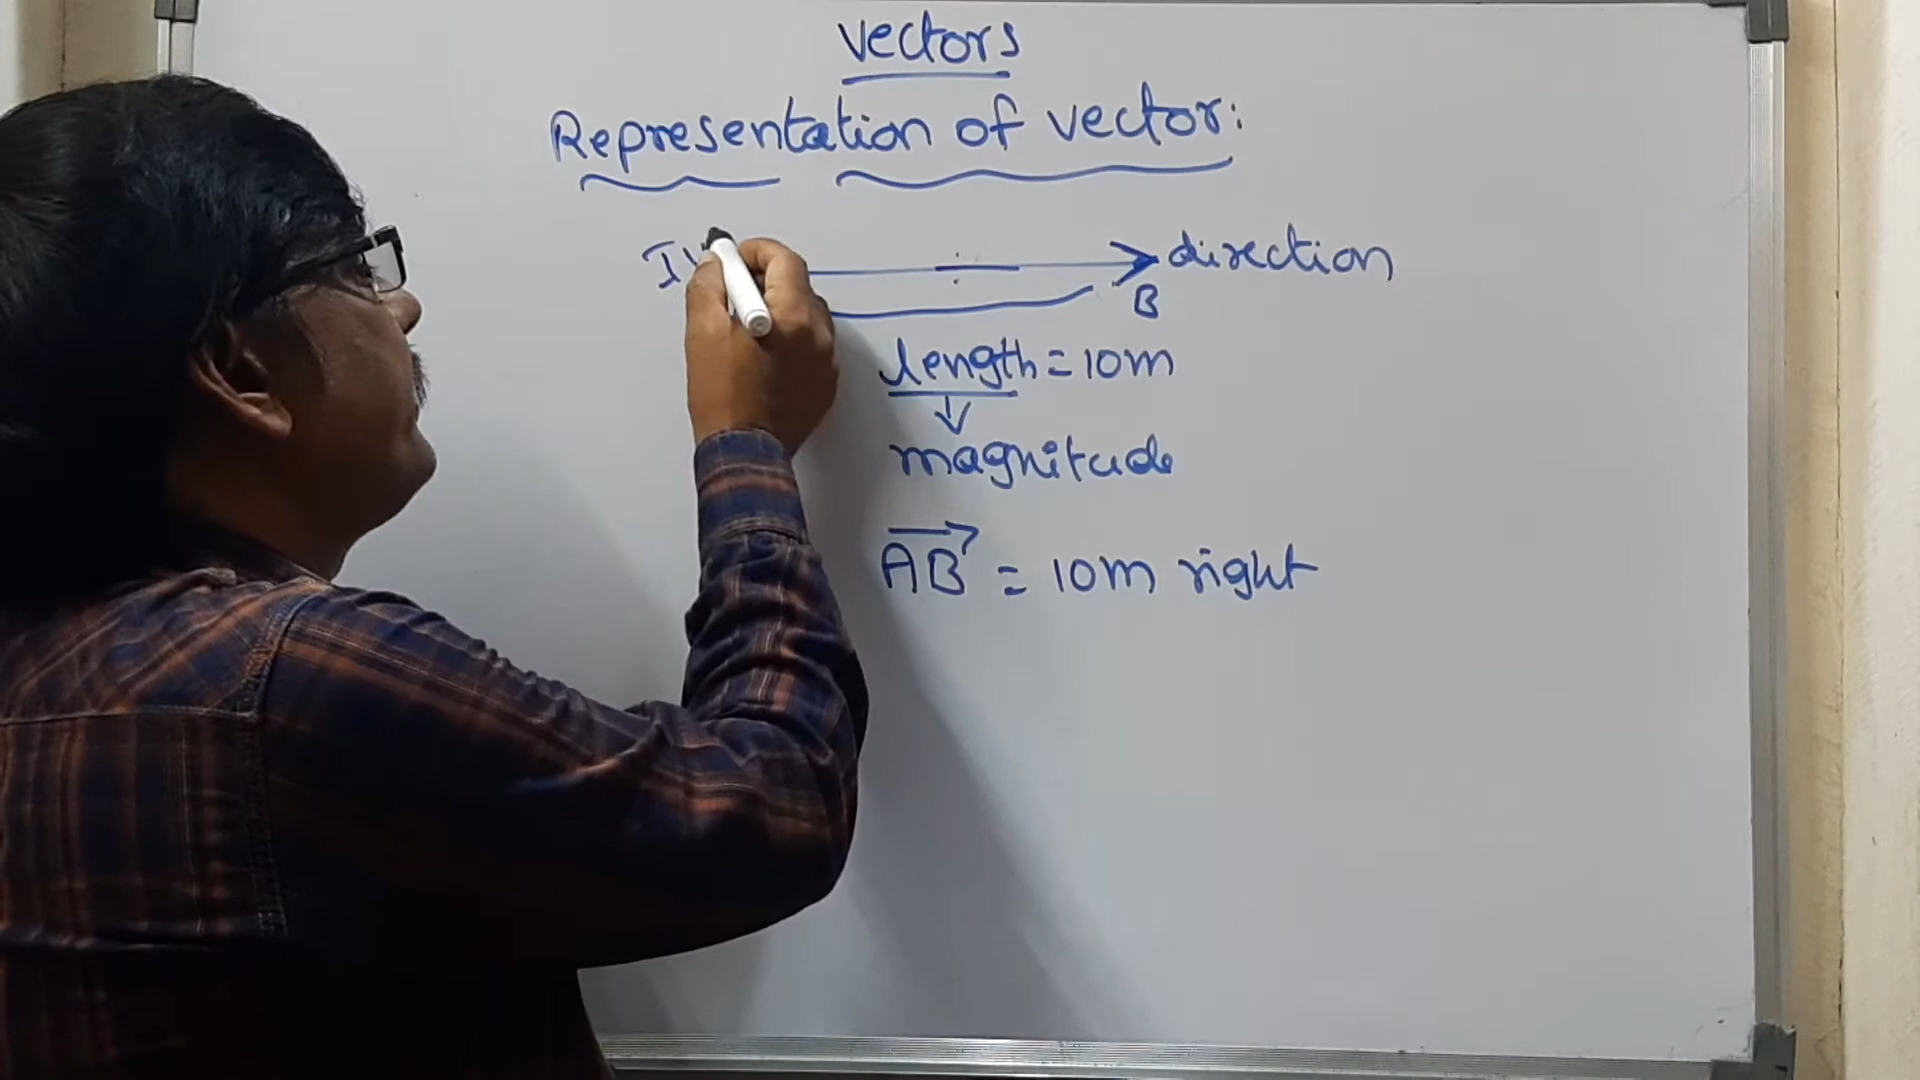 Vectors
Representation of vector:
direction
B
length = 10m
magnitude
AB = 10m right